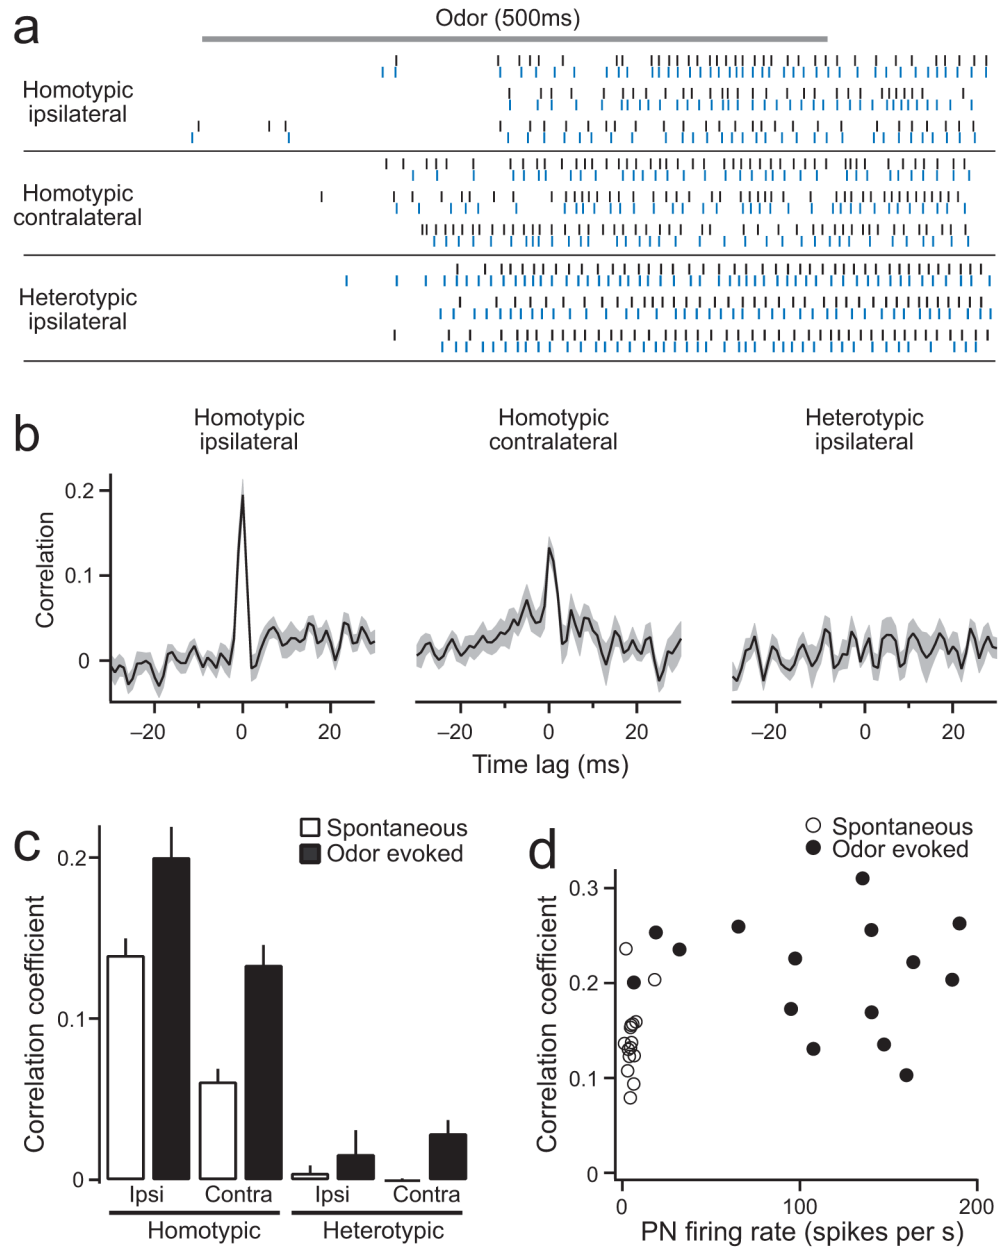 a
Odor (500ms)
Homotypic
ipsilateral
Homotypic
contralateral
Heterotypic
ipsilateral
b
Homotypic
ipsilateral
Homotypic
contralateral
Heterotypic
ipsilateral
Correlation
0.2
0.1
0
–20 0 20
–20 0 20
–20 0 20
Time lag (ms)
c
Spontaneous
Odor evoked
Correlation coefficient
0.2
0.1
0
Ipsi Contra Ipsi Contra
Homotypic Heterotypic
d
Spontaneous
Odor evoked
Correlation coefficient
0.3
0.2
0.1
0
0 100 200
PN firing rate (spikes per s)